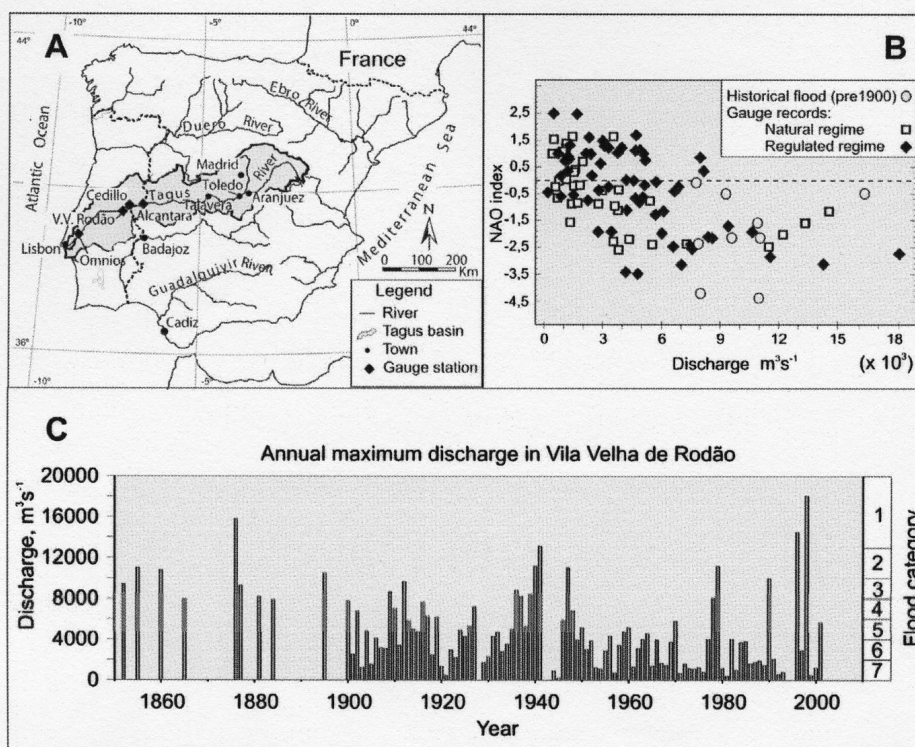 -10°
-5°
0°
44°
44°
A
France
Atlantic Ocean
Ebro River
Duero River
Madrid
River
Toledo
Cedillo
Tagus
Aranjuez
Talavera
V.V. Rodão
Alcantara
Mediterranean Sea
Lisbon
Badajoz
Omnios
N
Guadalquivir River
0 100 200
Km
Cadiz
36°
-10°
-5°
Legend
River
Tagus basin
Town
Gauge station
B
Historical flood (pre1900)
Gauge records:
Natural regime
Regulated regime
NAO index
2,5
1,5
0.5
-0.5
-1.5
-2.5
-3.5
-4,5
0 3 6 9 12 15 18
Discharge m³s⁻¹ (x 10³)
C
Annual maximum discharge in Vila Velha de Rodão
Discharge, m³s⁻¹
20000
16000
12000
8000
4000
0
1860 1880 1900 1920 1940 1960 1980 2000
Year
1
2
3
4
5
6
7
Flood category